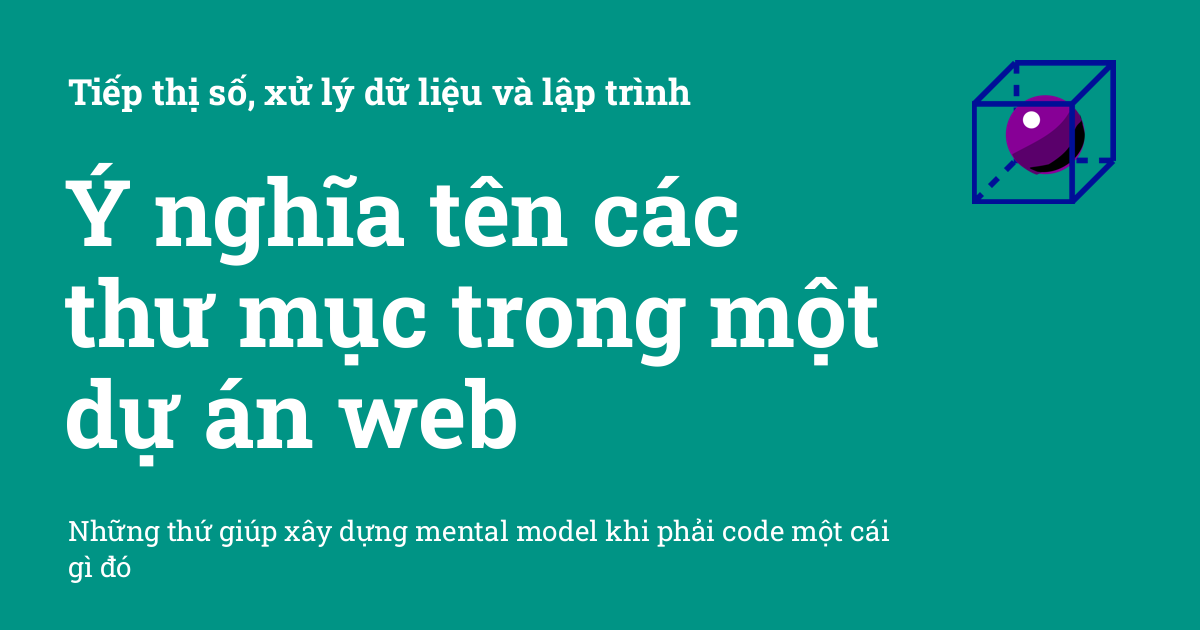 Tiếp thị số, xử lý dữ liệu và lập trình
Ý nghĩa tên các
thư mục trong một
dự án web
Những thứ giúp xây dựng mental model khi phải code một cái
gì đó